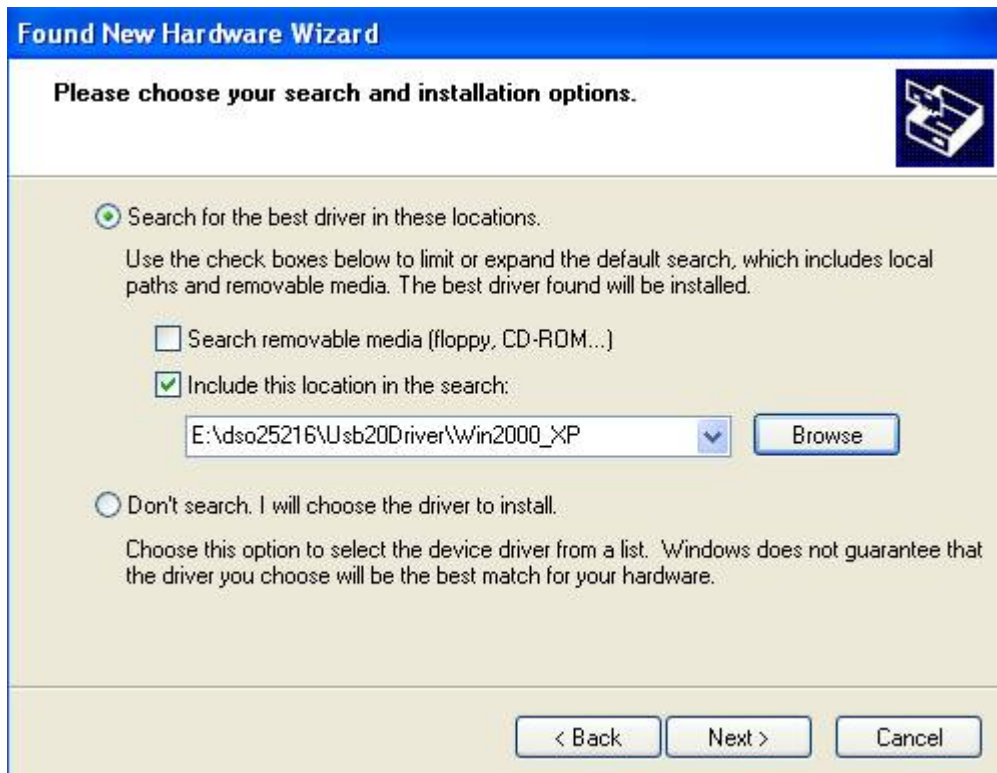 Found New Hardware Wizard
Please choose your search and installation options.
Search for the best driver in these locations.
Use the check boxes below to limit or expand the default search, which includes local
paths and removable media. The best driver found will be installed.
Search removable media (floppy, CD-ROM...)
Include this location in the search:
E:\dso25216\Usb20Driver\Win2000_XP
Browse
Don't search. I will choose the driver to install.
Choose this option to select the device driver from a list. Windows does not guarantee that
the driver you choose will be the best match for your hardware.
< Back
Next >
Cancel